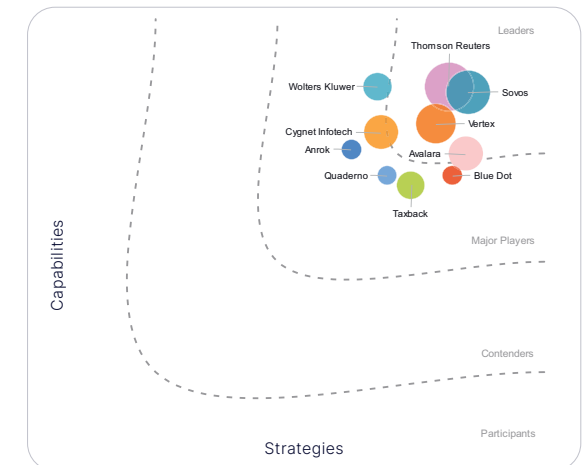 Leaders
Thomson Reuters
Wolters Kluwer
Sovos
Vertex
Cygnet Infotech
Anrok
Avalara
Quaderno
Blue Dot
Taxback
Major Players
Capabilities
Contenders
Participants
Strategies